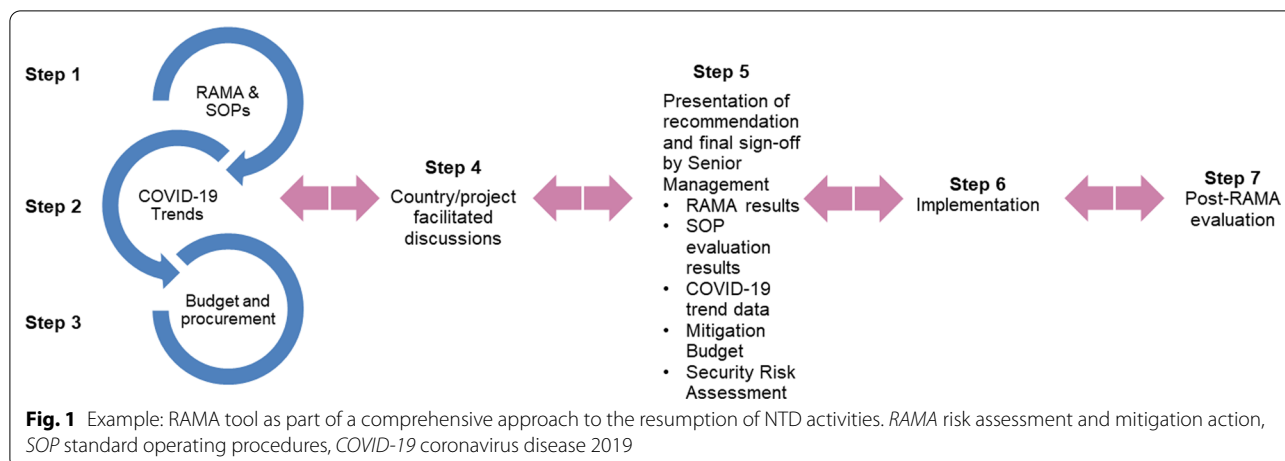 Step 1
RAMA &
SOPs
Step 2
COVID-19
Trends
Step 3
Budget and
procurement
Step 4
Country/project
facilitated
discussions
Step 5
Presentation of
recommendation
and final sign-off
by Senior
Management
• RAMA results
• SOP
evaluation
results
• COVID-19
trend data
• Mitigation
Budget
• Security Risk
Assessment
Step 6
Implementation
Step 7
Post-RAMA
evaluation
Fig. 1 Example: RAMA tool as part of a comprehensive approach to the resumption of NTD activities. RAMA risk assessment and mitigation action,
SOP standard operating procedures, COVID-19 coronavirus disease 2019